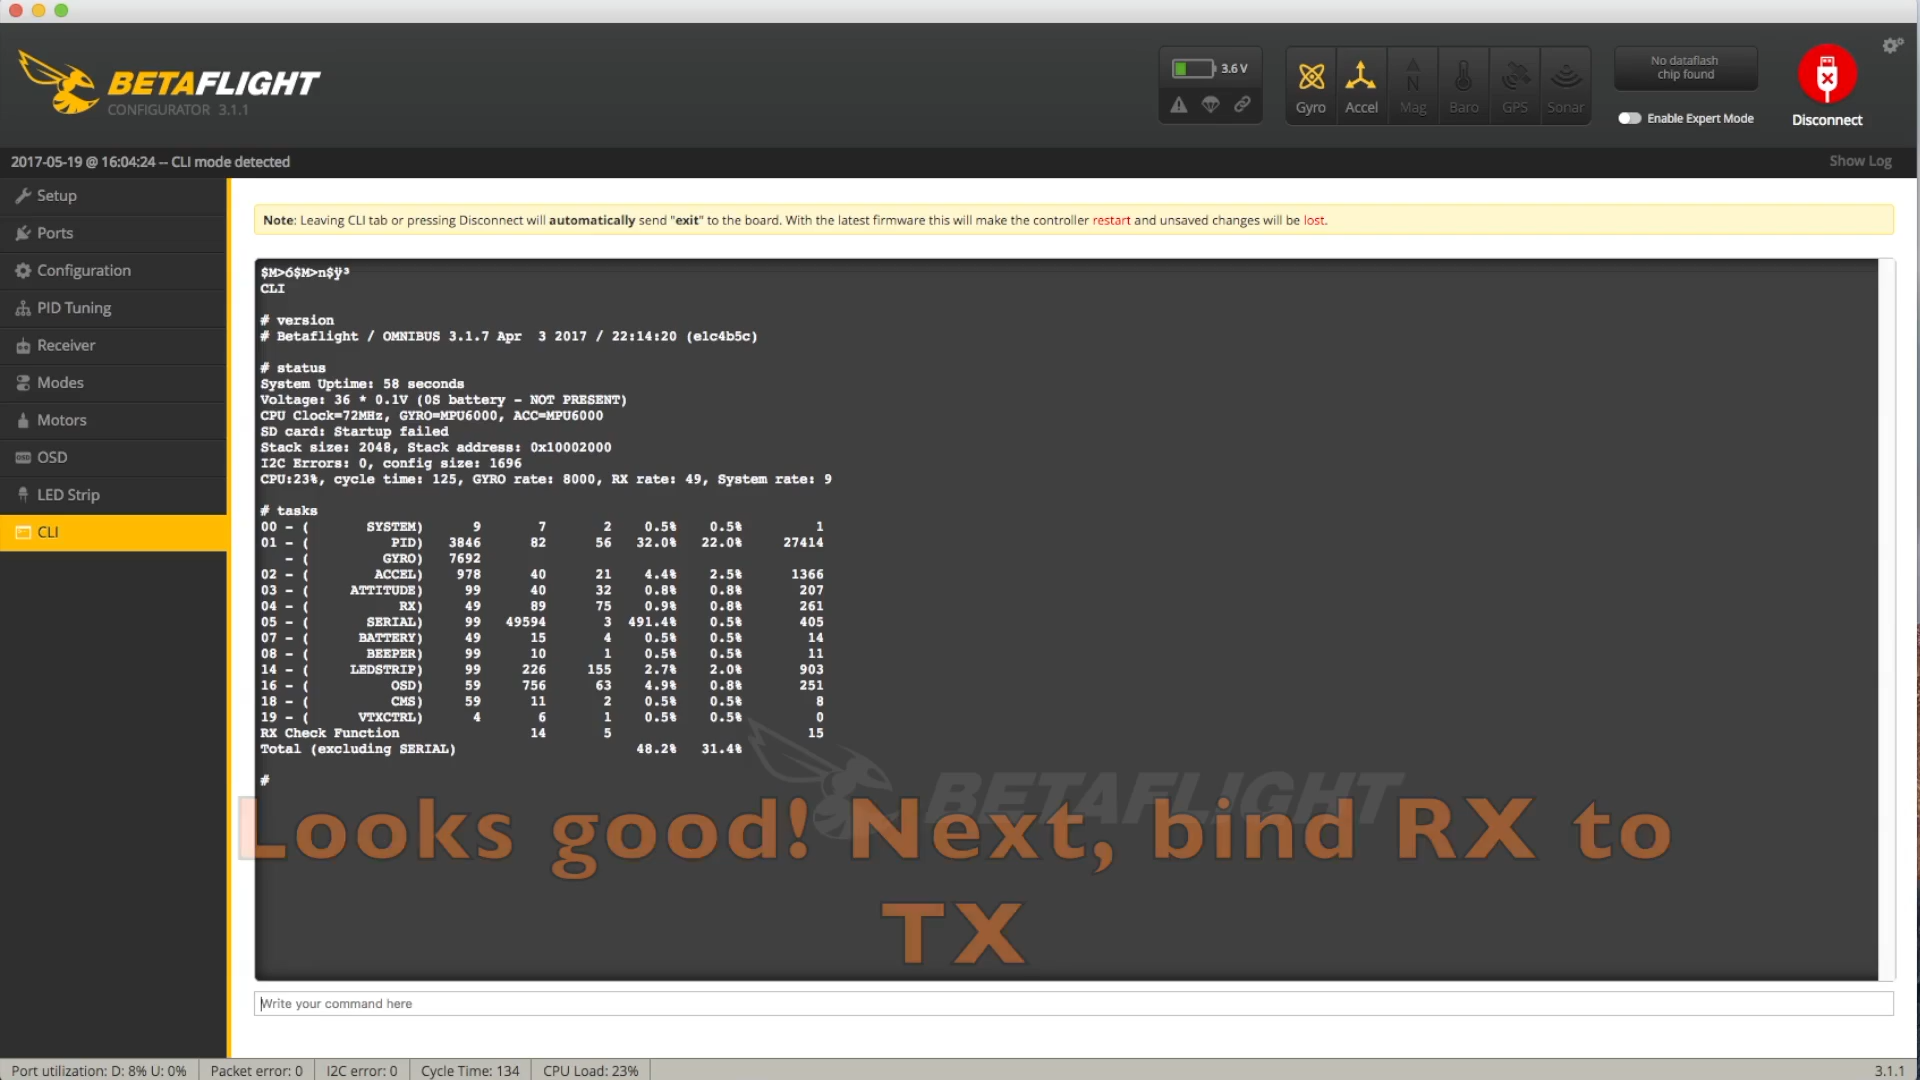 BETAFLIGHT
CONFIGURATOR 3.1.1
3.6 V
Gyro Accel Mag Baro GPS Sonar
No dataflash
chip found
Enable Expert Mode
Disconnect
2017-05-19 @ 16:04:24 -- CLI mode detected
Show Log
Setup
Ports
Configuration
PID Tuning
Receiver
Modes
Motors
OSD
LED Strip
CLI
Note: Leaving CLI tab or pressing Disconnect will automatically send "exit" to the board. With the latest firmware this will make the controller restart and unsaved changes will be lost.
$M>ó$M>n$ÿ³
CLI
# version
# Betaflight / OMNIBUS 3.1.7 Apr  3 2017 / 22:14:20 (e1c4b5c)
# status
System Uptime: 58 seconds
Voltage: 36 * 0.1V (0S battery - NOT PRESENT)
CPU Clock=72MHz, GYRO=MPU6000, ACC=MPU6000
SD card: Startup failed
Stack size: 2048, Stack address: 0x10002000
I2C Errors: 0, config size: 1696
CPU:23%, cycle time: 125, GYRO rate: 8000, RX rate: 49, System rate: 9
# tasks
00 - ( SYSTEM) 9 7 2 0.5% 0.5% 1
01 - ( PID) 3846 82 56 32.0% 22.0% 27414
- ( GYRO) 7692
02 - ( ACCEL) 978 40 21 4.4% 2.5% 1366
03 - ( ATTITUDE) 99 40 32 0.8% 0.8% 207
04 - ( RX) 49 89 75 0.9% 0.8% 261
05 - ( SERIAL) 99 49594 3 491.4% 0.5% 405
07 - ( BATTERY) 49 15 4 0.5% 0.5% 14
08 - ( BEEPER) 99 10 1 0.5% 0.5% 11
14 - ( LEDSTRIP) 99 226 155 2.7% 2.0% 903
16 - ( OSD) 59 756 63 4.9% 0.8% 251
18 - ( CMS) 59 11 2 0.5% 0.5% 8
19 - ( VTXCTRL) 4 6 1 0.5% 0.5% 0
RX Check Function 14 5 15
Total (excluding SERIAL) 48.2% 31.4%
#
BETAFLIGHT
Looks good! Next, bind RX to
TX
Write your command here
Port utilization: D: 8% U: 0% Packet error: 0 I2C error: 0 Cycle Time: 134 CPU Load: 23% 3.1.1